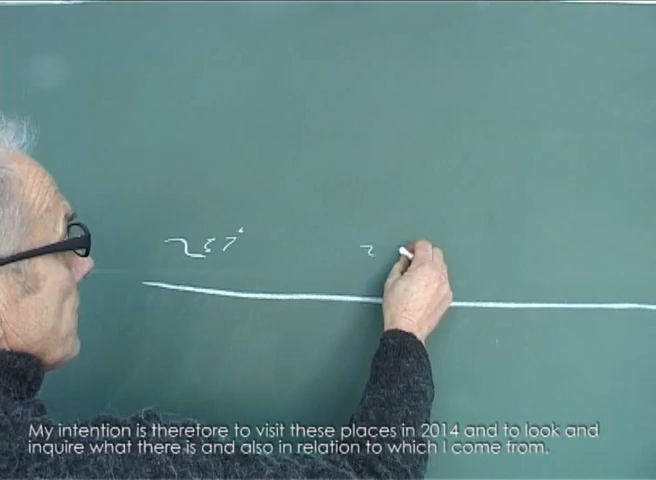 My intention is therefore to visit these places in 2014 and to look and
inquire what there is and also in relation to which I come from.